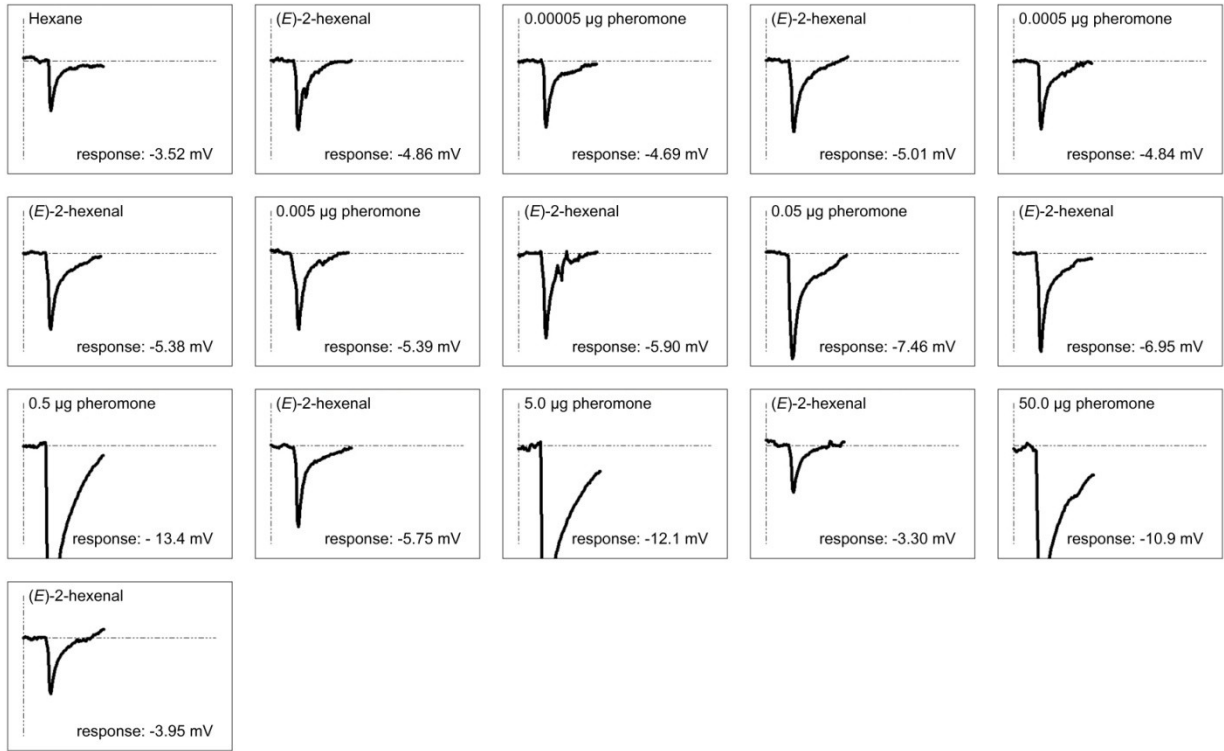 Hexane
response: -3.52 mV
(E)-2-hexenal
response: -4.86 mV
0.00005 µg pheromone
response: -4.69 mV
(E)-2-hexenal
response: -5.01 mV
0.0005 µg pheromone
response: -4.84 mV
(E)-2-hexenal
response: -5.38 mV
0.005 µg pheromone
response: -5.39 mV
(E)-2-hexenal
response: -5.90 mV
0.05 µg pheromone
response: -7.46 mV
(E)-2-hexenal
response: -6.95 mV
0.5 µg pheromone
response: - 13.4 mV
(E)-2-hexenal
response: -5.75 mV
5.0 µg pheromone
response: -12.1 mV
(E)-2-hexenal
response: -3.30 mV
50.0 µg pheromone
response: -10.9 mV
(E)-2-hexenal
response: -3.95 mV